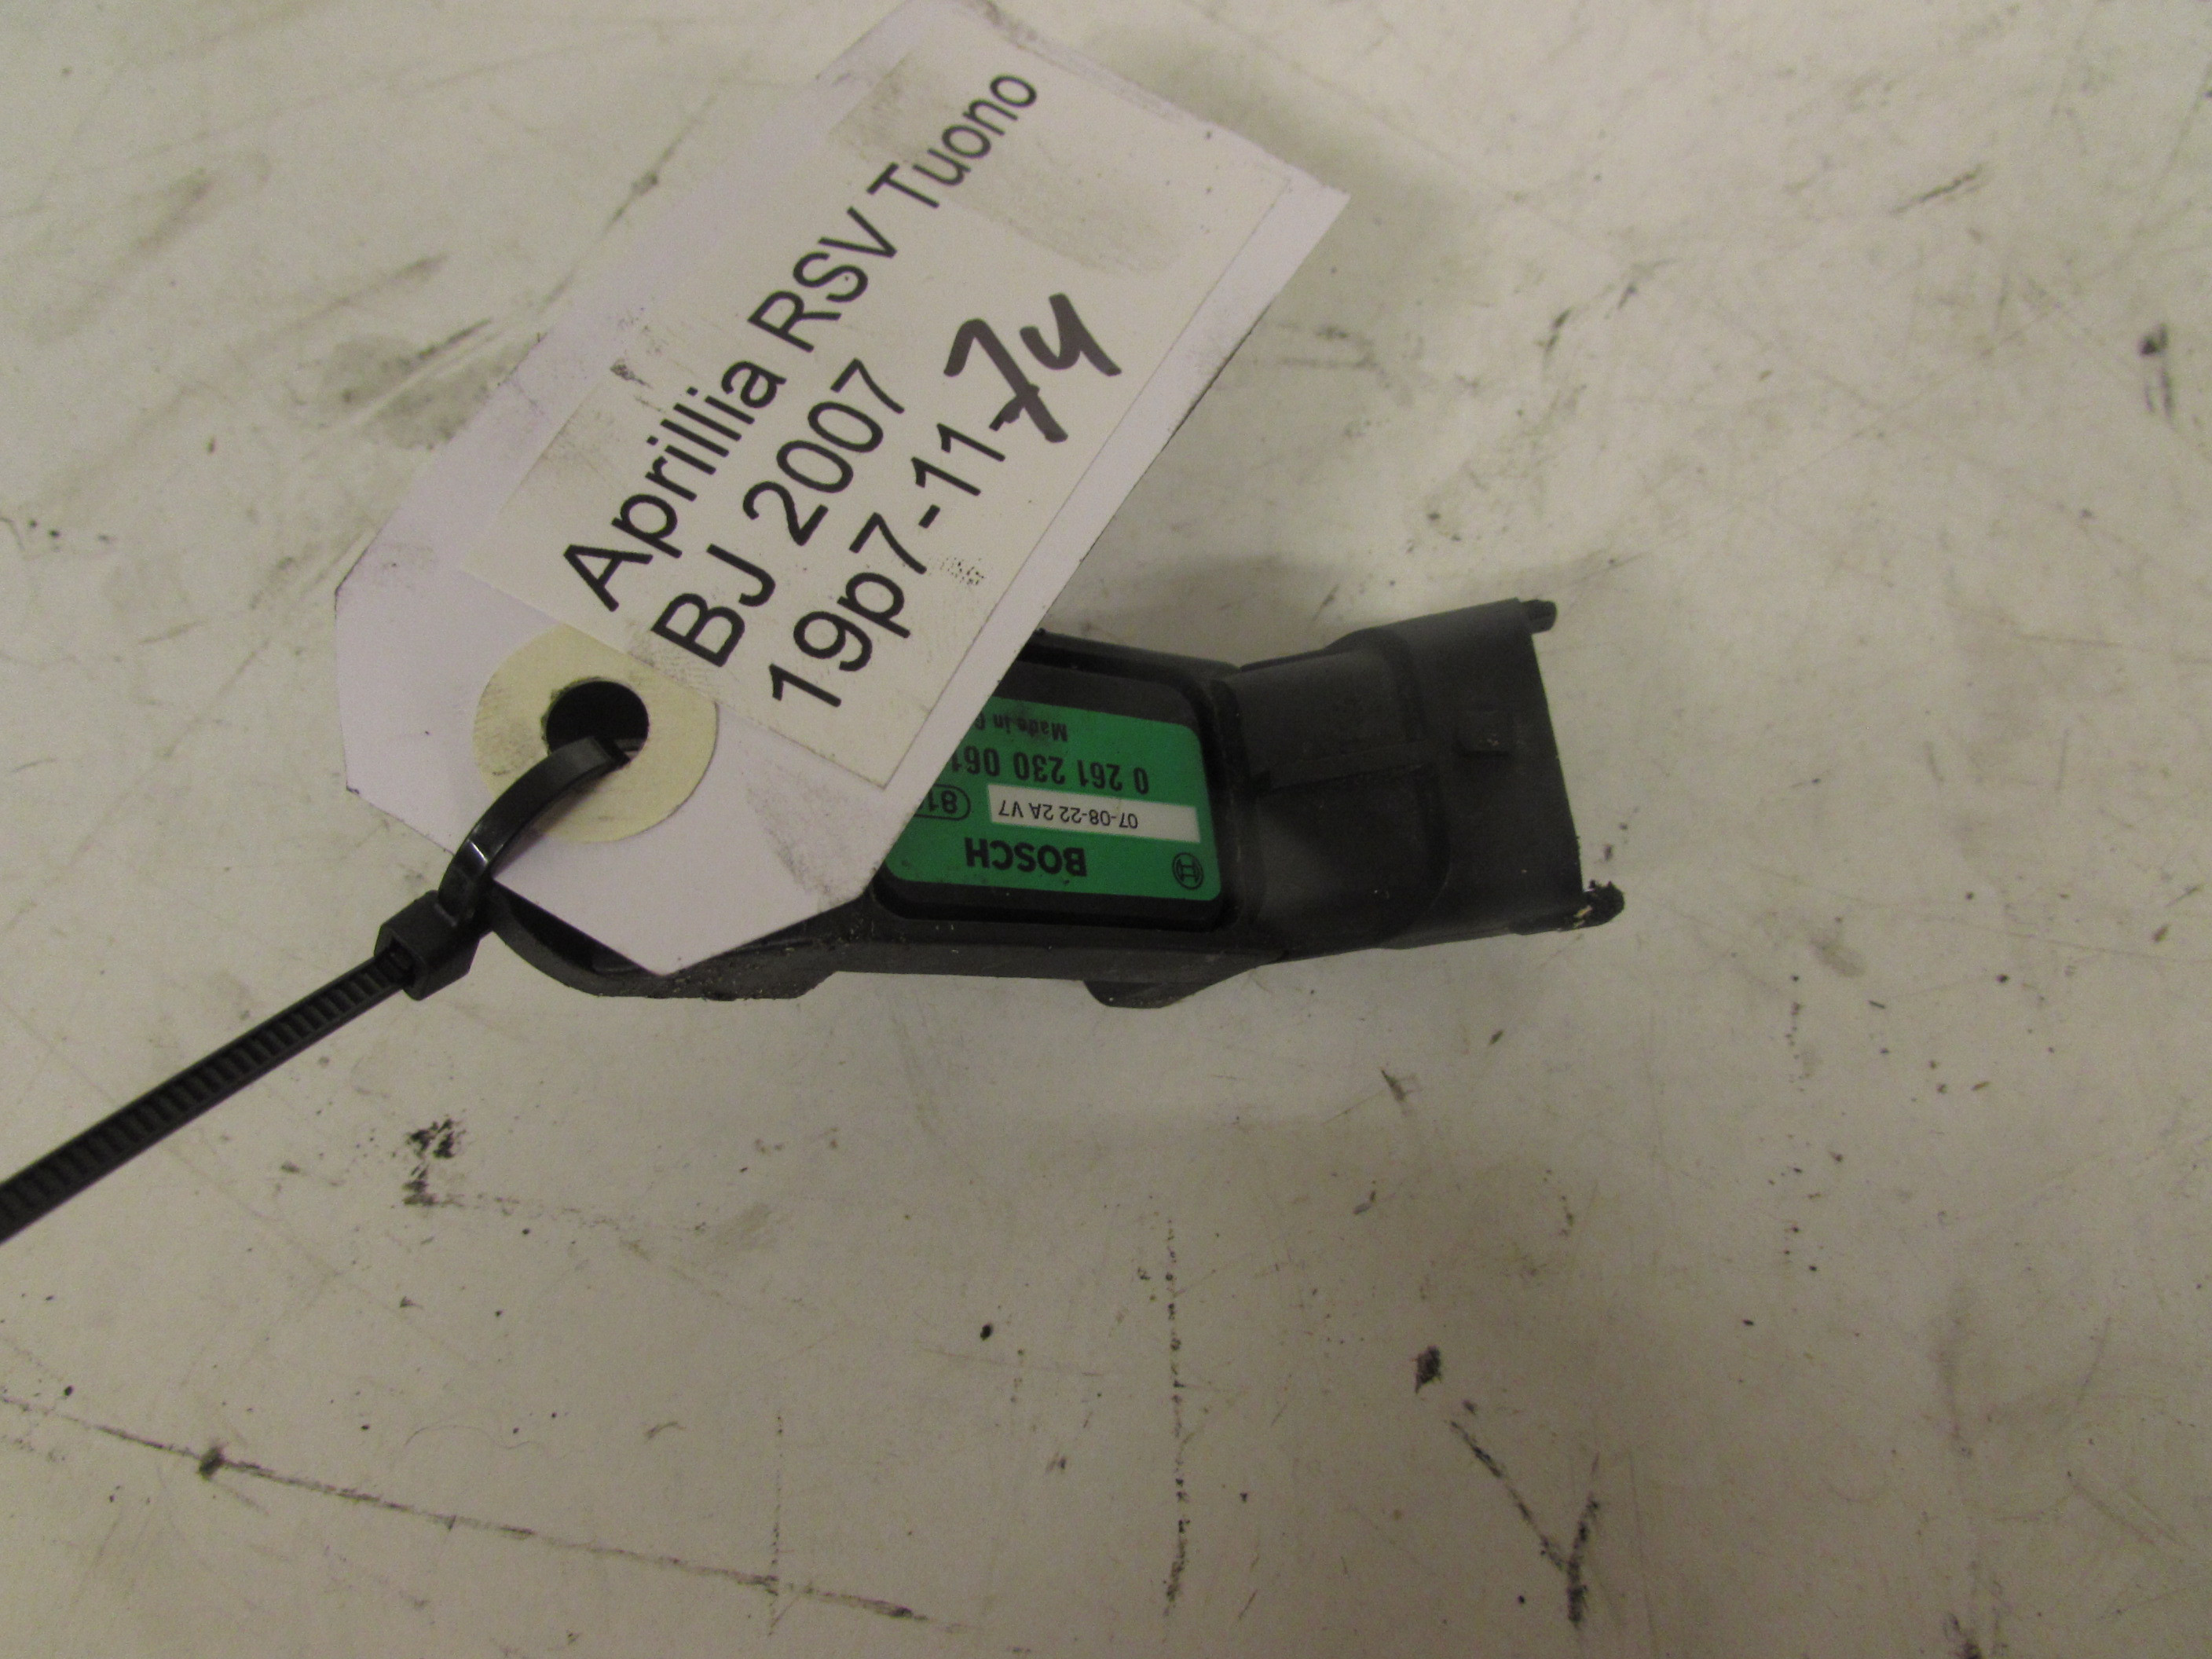 Aprillia RSV Tuono
BJ 2007
19p7-11-74
BOSCH
07-08-22 2A V7
0 261 230 061
Made in